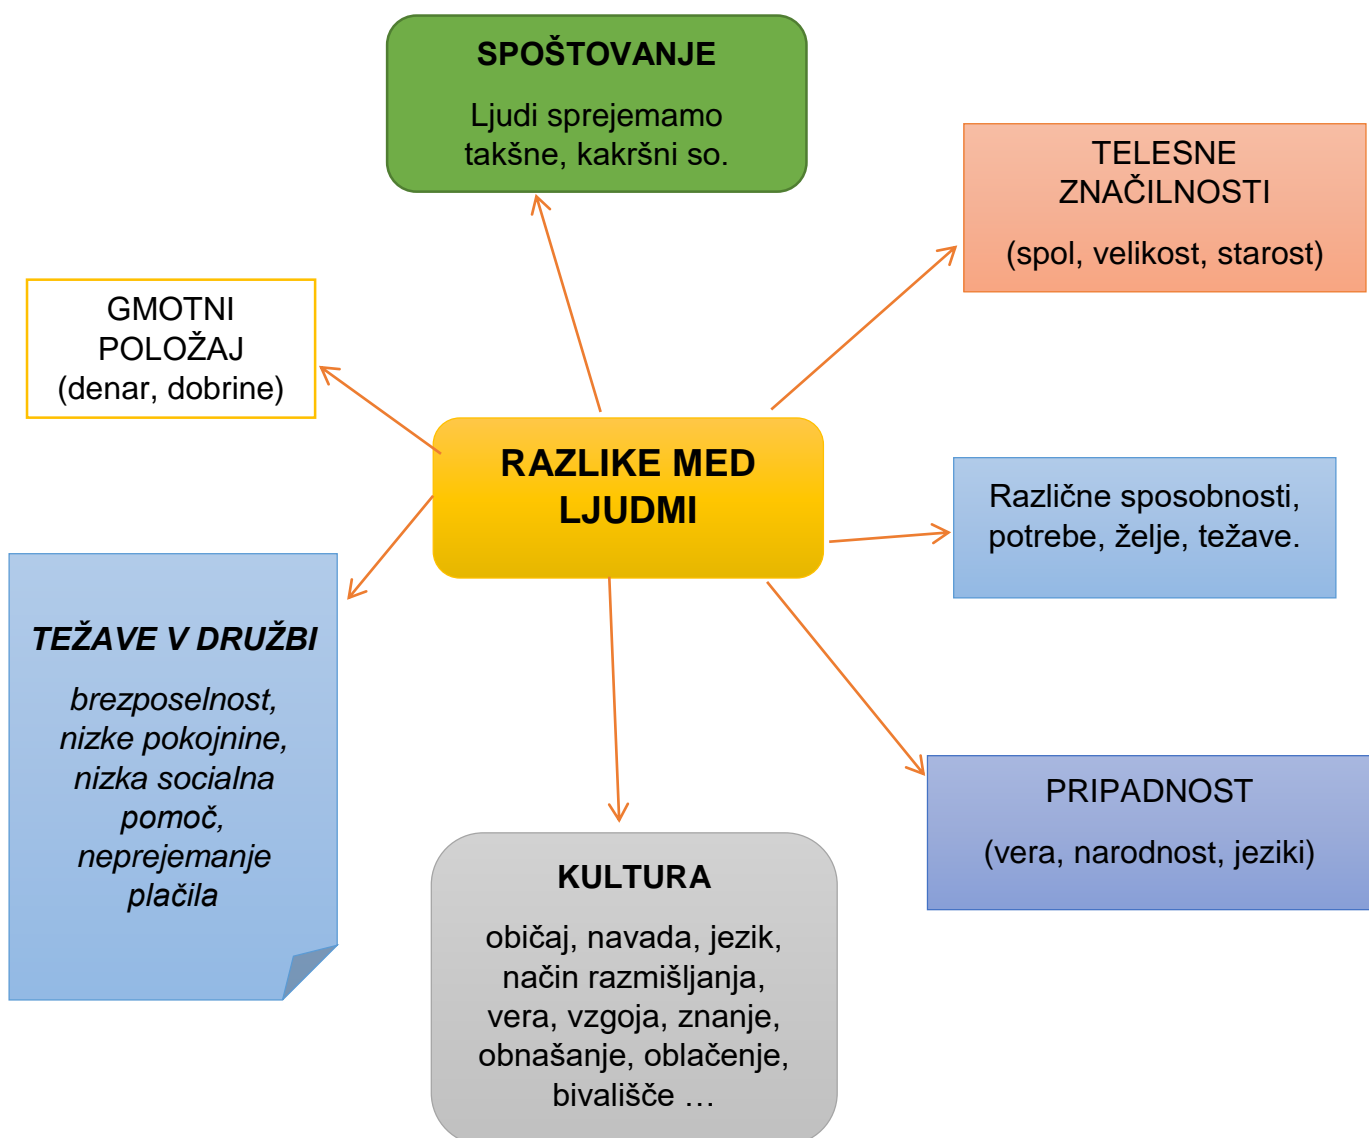 SPOŠTOVANJE
Ljudi sprejemamo
takšne, kakršni so.
TELESNE
ZNAČILNOSTI
(spol, velikost, starost)
GMOTNI
POLOŽAJ
(denar, dobrine)
RAZLIKE MED
LJUDMI
Različne sposobnosti,
potrebe, želje, težave.
TEŽAVE V DRUŽBI
brezposelnost,
nizke pokojnine,
nizka socialna
pomoč,
neprejemanje
plačila
PRIPADNOST
(vera, narodnost, jeziki)
KULTURA
običaj, navada, jezik,
način razmišljanja,
vera, vzgoja, znanje,
obnašanje, oblačenje,
bivališče …